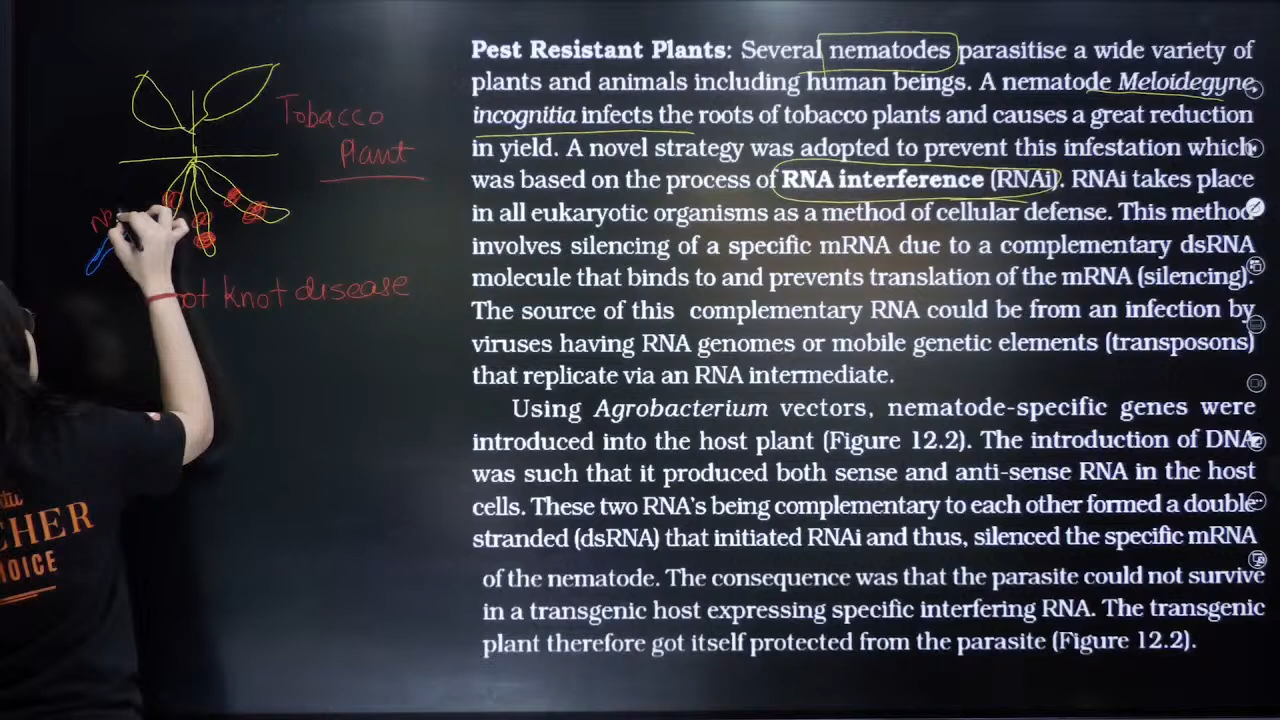 Pest Resistant Plants: Several nematodes parasitise a wide variety of
plants and animals including human beings. A nematode Meloidegyne
incognitia infects the roots of tobacco plants and causes a great reduction
in yield. A novel strategy was adopted to prevent this infestation which
was based on the process of RNA interference (RNAi). RNAi takes place
in all eukaryotic organisms as a method of cellular defense. This method
involves silencing of a specific mRNA due to a complementary dsRNA
molecule that binds to and prevents translation of the mRNA (silencing).
The source of this complementary RNA could be from an infection by
viruses having RNA genomes or mobile genetic elements (transposons)
that replicate via an RNA intermediate.
Using Agrobacterium vectors, nematode-specific genes were
introduced into the host plant (Figure 12.2). The introduction of DNA
was such that it produced both sense and anti-sense RNA in the host
cells. These two RNA's being complementary to each other formed a double
stranded (dsRNA) that initiated RNAi and thus, silenced the specific mRNA
of the nematode. The consequence was that the parasite could not survive
in a transgenic host expressing specific interfering RNA. The transgenic
plant therefore got itself protected from the parasite (Figure 12.2).
Tobacco
Plant
ot knot disease
CHER
HOICE